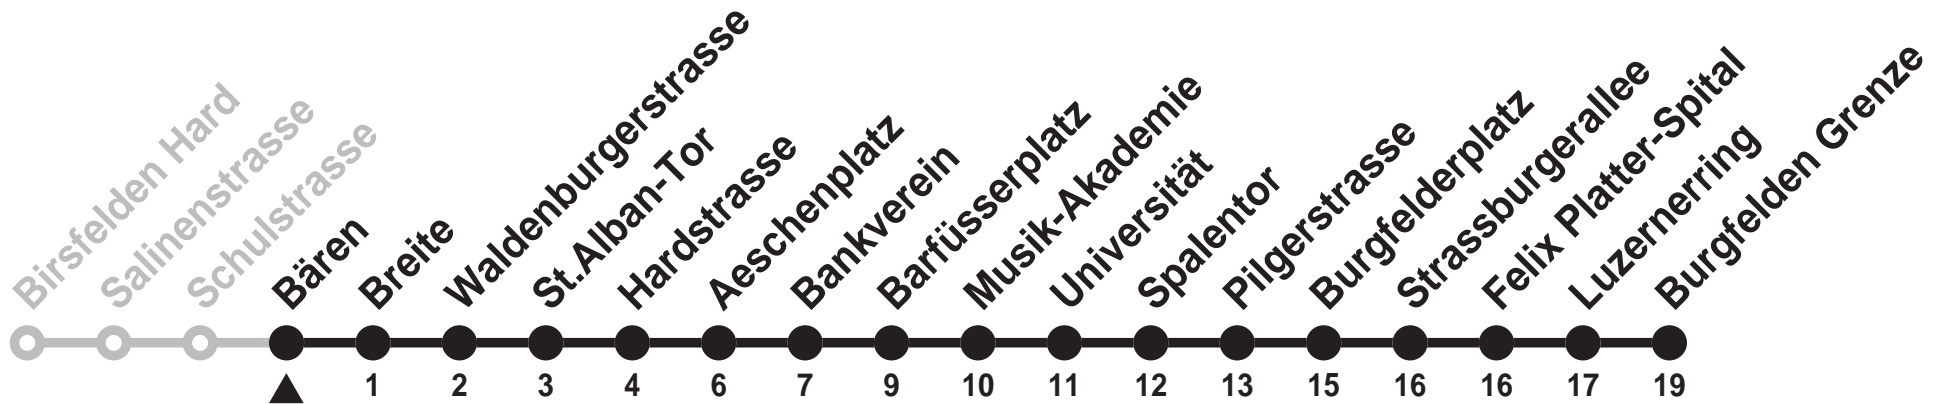 Birsfelden Hard
Salinenstrasse
Schulstrasse
Bären
Breite
Waldenburgerstrasse
St.Alban-Tor
Hardstrasse
Aeschenplatz
Bankverein
Barfüsserplatz
Musik-Akademie
Universität
Spalentor
Pilgerstrasse
Burgfelderplatz
Strassburgerallee
Felix Platter-Spital
Luzernerring
Burgfelden Grenze
1 2 3 4 6 7 9 10 11 12 13 15 16 16 17 19